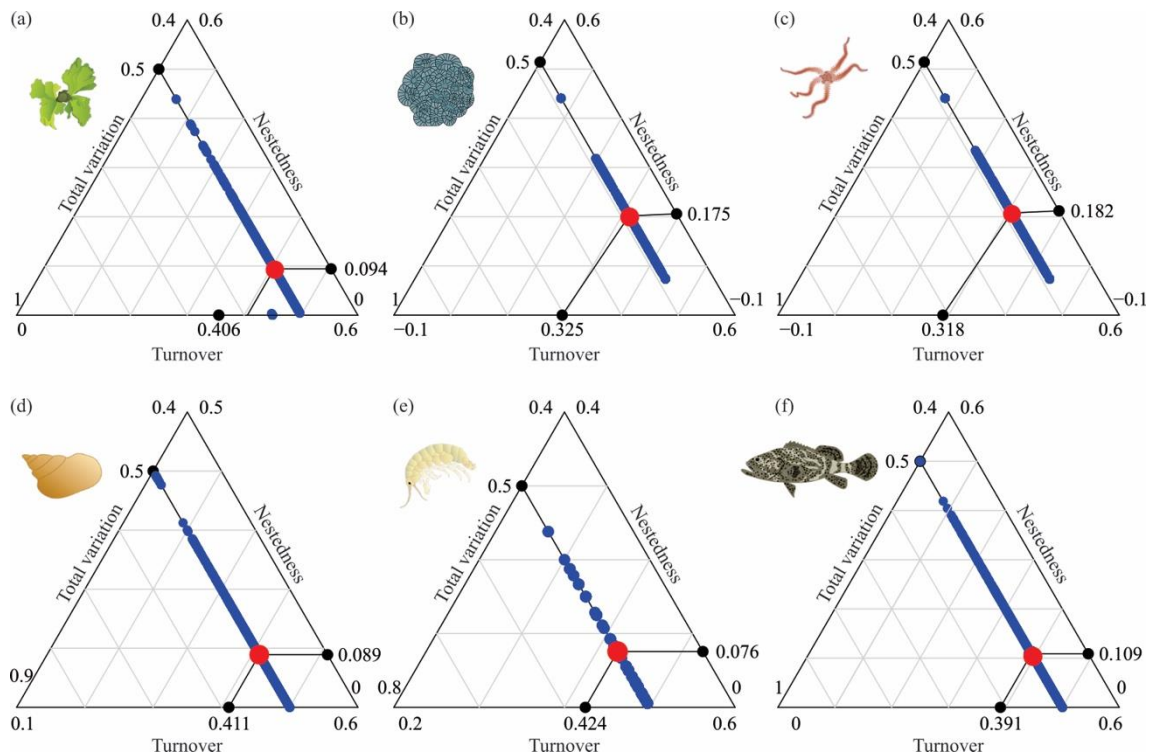 (a)
0.4
0.6
0.5
Total variation
Nestedness
0.094
1
0
0
0.406
0.6
Turnover
(b)
0.4
0.6
0.5
Total variation
Nestedness
0.175
1
−0.1
−0.1
0.325
0.6
Turnover
(c)
0.4
0.6
0.5
Total variation
Nestedness
0.182
1
−0.1
−0.1
0.318
0.6
Turnover
(d)
0.4
0.5
0.5
Total variation
Nestedness
0.089
0.9
0
0.1
0.411
0.6
Turnover
(e)
0.4
0.4
0.5
Total variation
Nestedness
0.076
0.8
0
0.2
0.424
0.6
Turnover
(f)
0.4
0.6
0.5
Total variation
Nestedness
0.109
1
0
0
0.391
0.6
Turnover